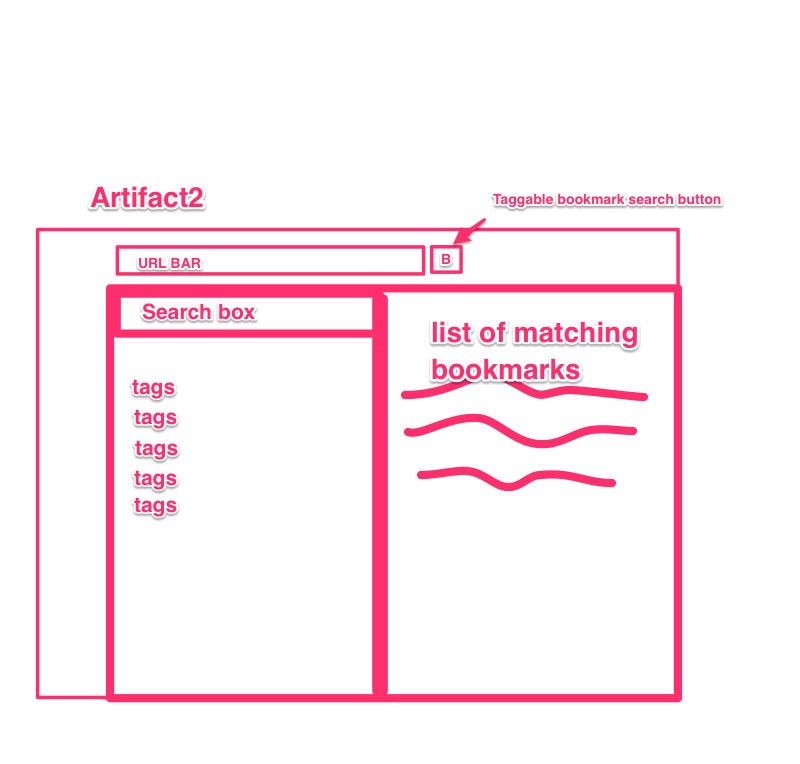 Artifact2
Taggable bookmark search button
URL BAR
B
Search box
tags
tags
tags
tags
tags
list of matching
bookmarks